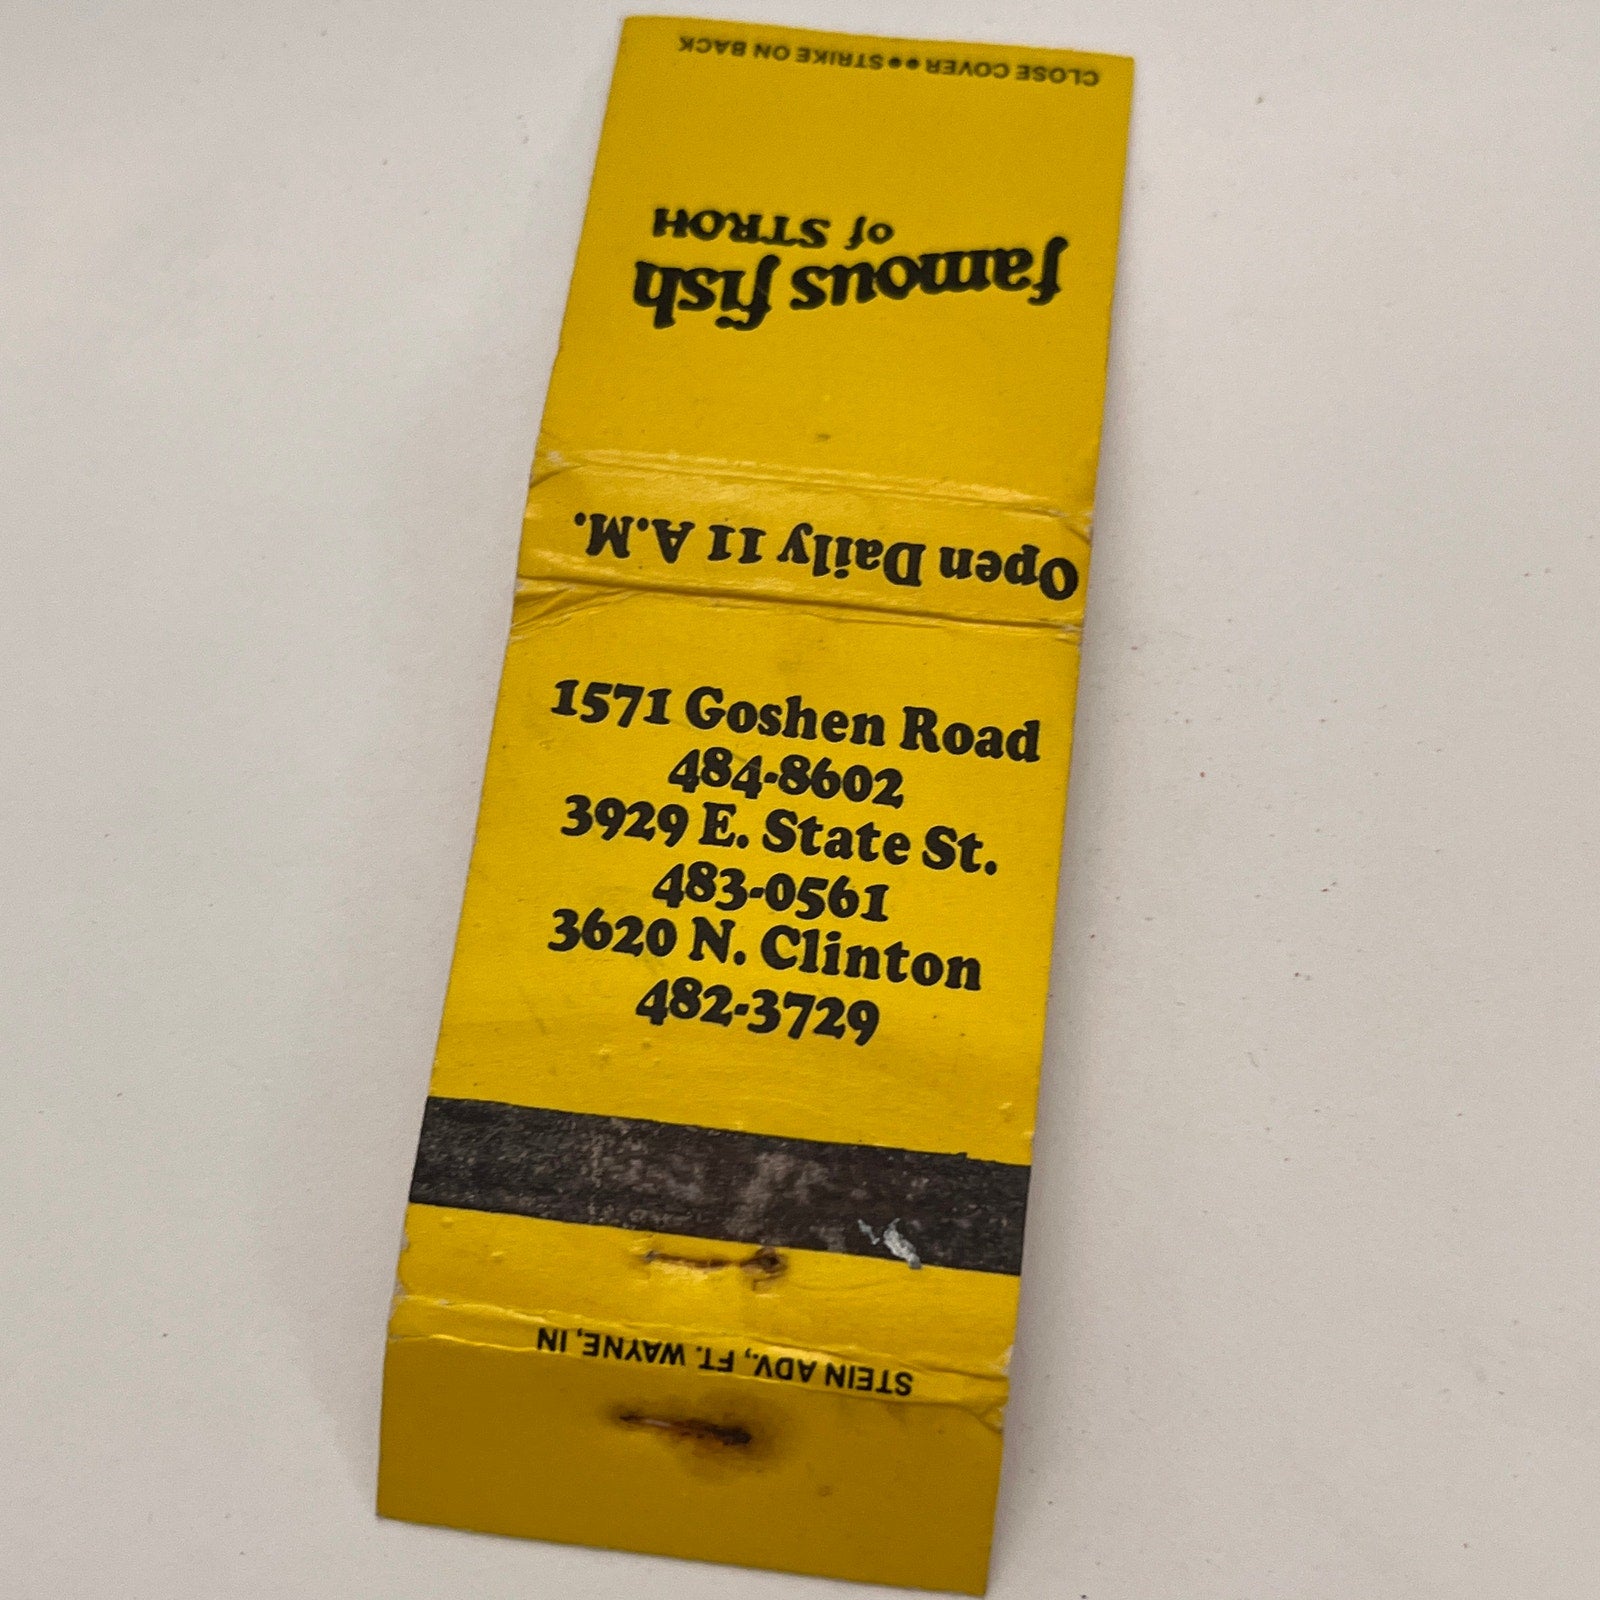 CLOSE COVER●●STRIKE ON BACK
famous fish
of STROH
Open Daily 11 A.M.
1571 Goshen Road
484-8602
3929 E. State St.
483-0561
3620 N. Clinton
482-3729
STEIN ADV., FT. WAYNE, IN